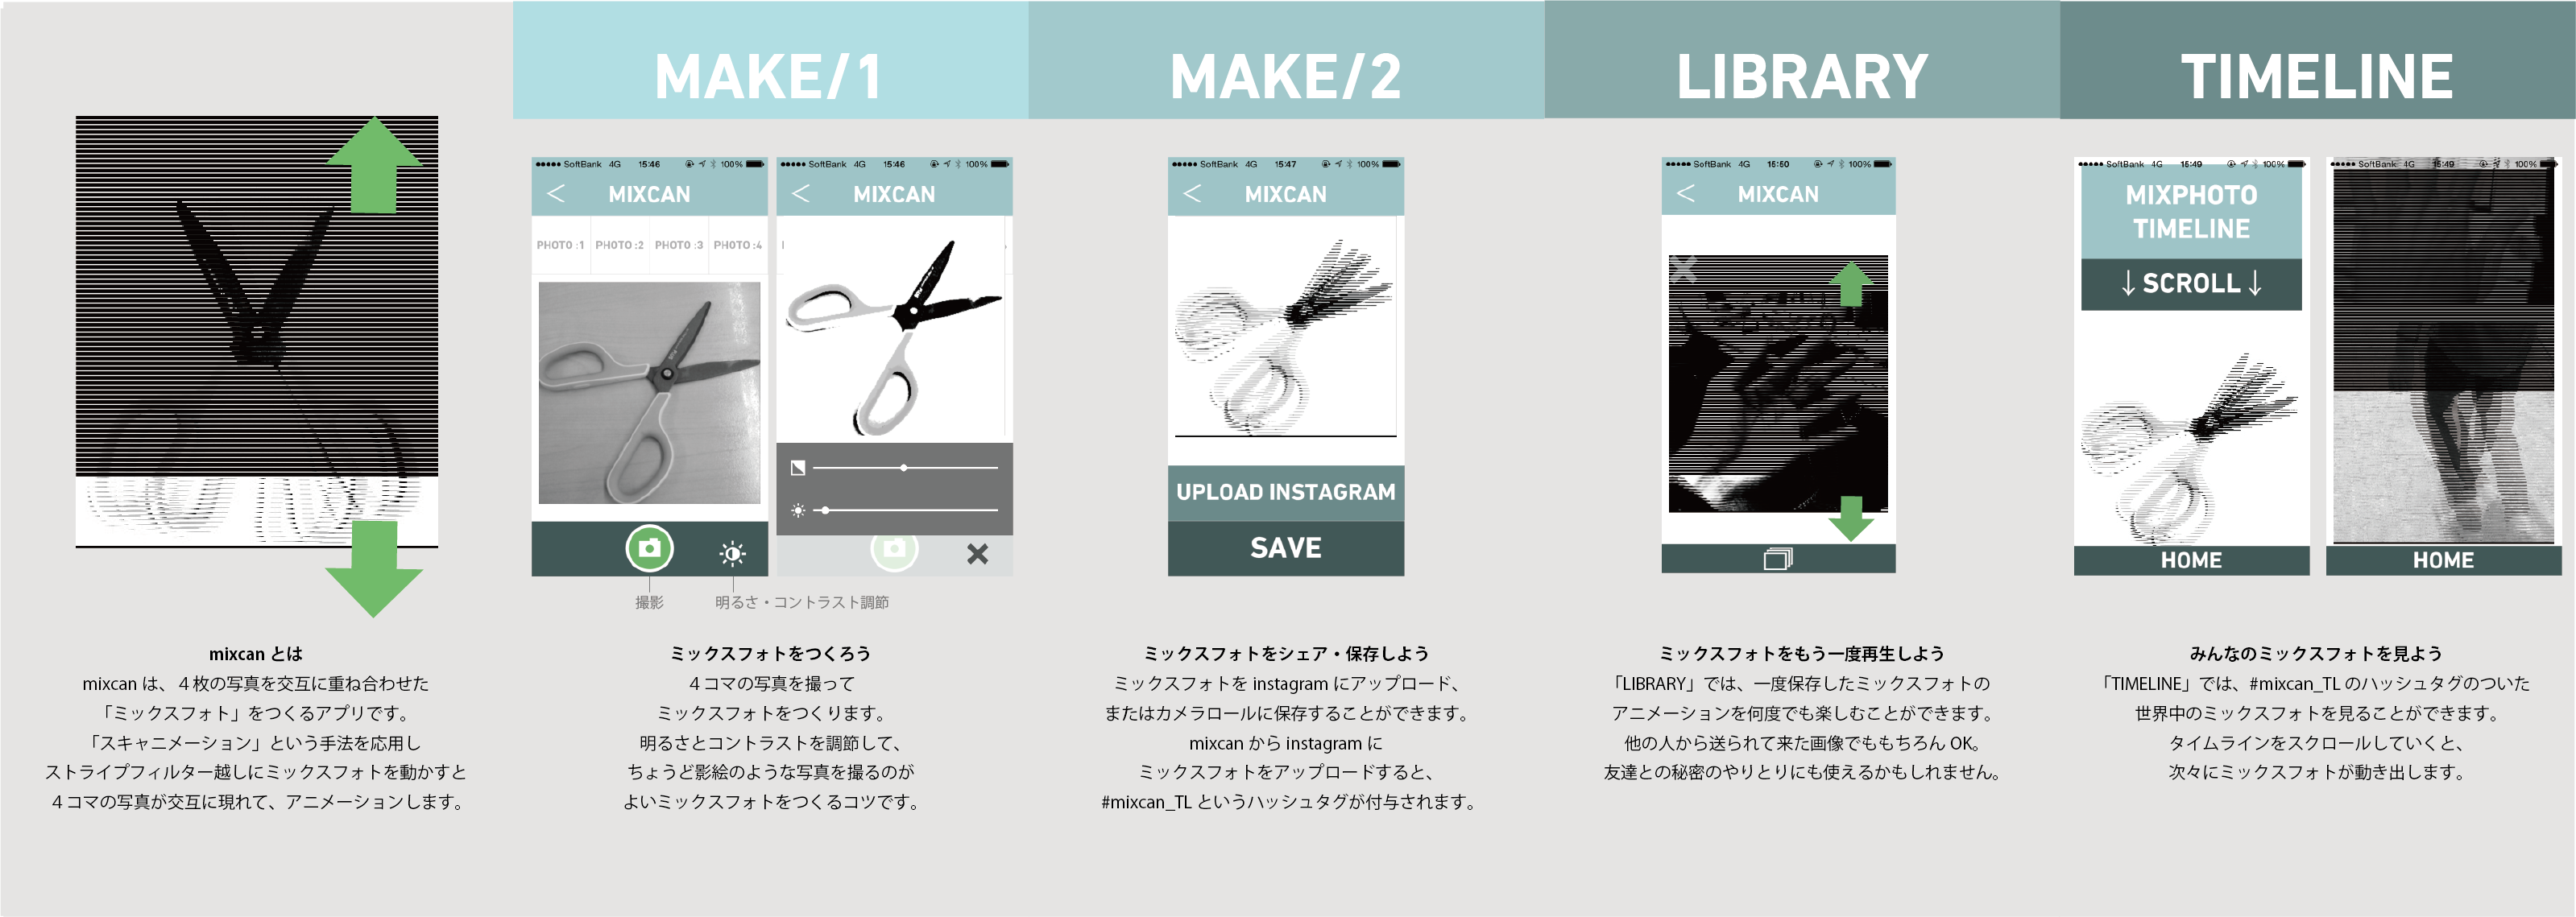 MAKE/1
MAKE/2
LIBRARY
TIMELINE
SoftBank 4G 15:46 100%
MIXCAN
PHOTO :1 PHOTO :2 PHOTO :3 PHOTO :4
撮影
明るさ・コントラスト調節
SoftBank 4G 15:46 100%
MIXCAN
SoftBank 4G 15:47 100%
MIXCAN
UPLOAD INSTAGRAM
SAVE
SoftBank 4G 15:50 100%
MIXCAN
SoftBank 4G 15:49 100%
MIXPHOTO
TIMELINE
↓ SCROLL ↓
HOME
SoftBank 4G 15:49 100%
HOME
mixcan とは
mixcan は、４枚の写真を交互に重ね合わせた
「ミックスフォト」をつくるアプリです。
「スキャニメーション」という手法を応用し
ストライプフィルター越しにミックスフォトを動かすと
４コマの写真が交互に現れて、アニメーションします。
ミックスフォトをつくろう
４コマの写真を撮って
ミックスフォトをつくります。
明るさとコントラストを調節して、
ちょうど影絵のような写真を撮るのが
よいミックスフォトをつくるコツです。
ミックスフォトをシェア・保存しよう
ミックスフォトを instagram にアップロード、
またはカメラロールに保存することができます。
mixcan から instagram に
ミックスフォトをアップロードすると、
#mixcan_TL というハッシュタグが付与されます。
ミックスフォトをもう一度再生しよう
「LIBRARY」では、一度保存したミックスフォトの
アニメーションを何度でも楽しむことができます。
他の人から送られて来た画像でももちろん OK。
友達との秘密のやりとりにも使えるかもしれません。
みんなのミックスフォトを見よう
「TIMELINE」では、#mixcan_TL のハッシュタグのついた
世界中のミックスフォトを見ることができます。
タイムラインをスクロールしていくと、
次々にミックスフォトが動き出します。